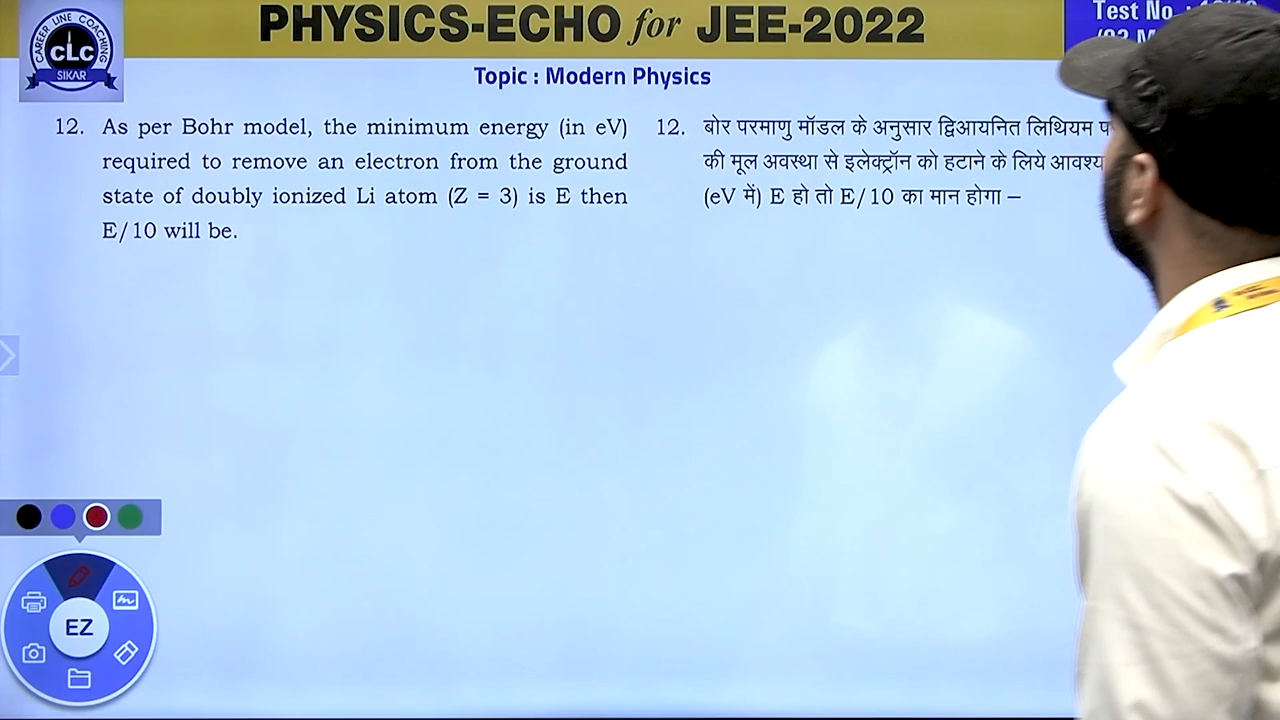 PHYSICS-ECHO for JEE-2022
Test No. :
CAREER LINE COACHING
CLC
SIKAR
Topic : Modern Physics
12. As per Bohr model, the minimum energy (in eV)
required to remove an electron from the ground
state of doubly ionized Li atom (Z = 3) is E then
E/10 will be.
12. बोर परमाणु मॉडल के अनुसार द्विआयनित लिथियम
की मूल अवस्था से इलेक्ट्रॉन को हटाने के लिये
(eV में) E हो तो E/10 का मान होगा –
EZ